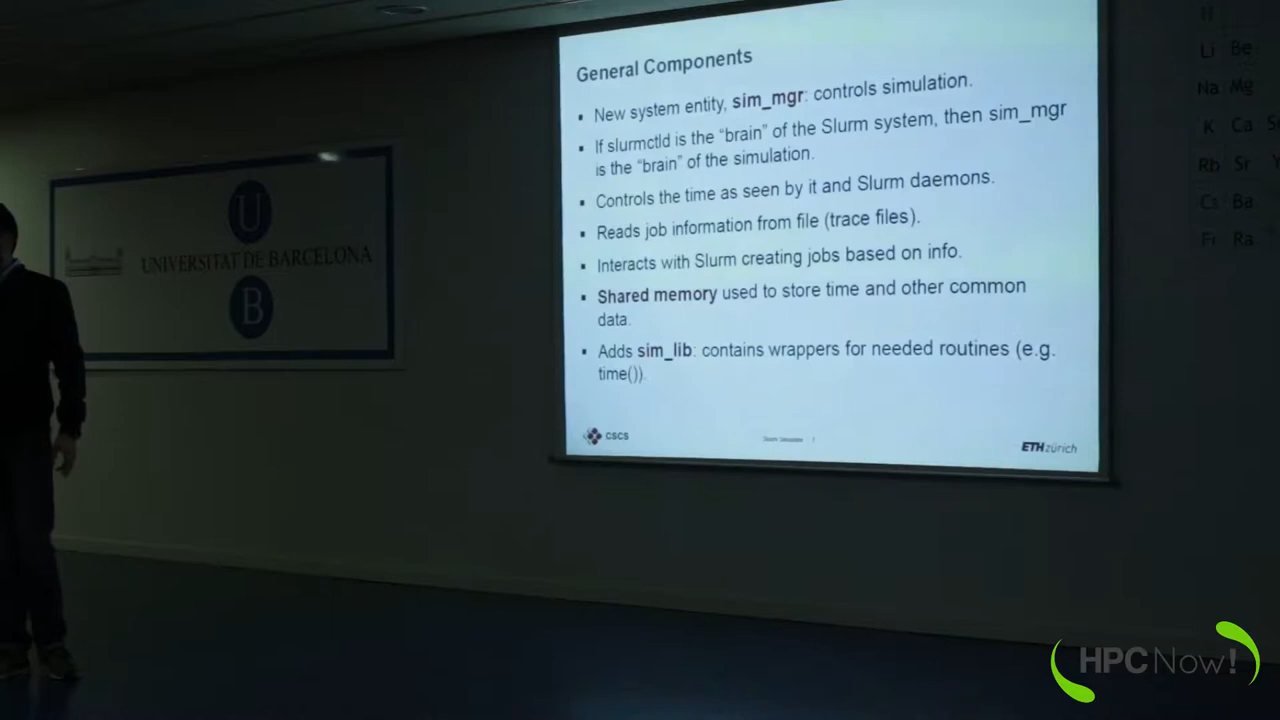 General Components
▪ New system entity, sim_mgr: controls simulation.
▪ If slurmctld is the “brain” of the Slurm system, then sim_mgr
is the “brain” of the simulation.
▪ Controls the time as seen by it and Slurm daemons.
▪ Reads job information from file (trace files).
▪ Interacts with Slurm creating jobs based on info.
▪ Shared memory used to store time and other common
data.
▪ Adds sim_lib: contains wrappers for needed routines (e.g.
time()).
CSCS
ETH zürich
U
UNIVERSITAT DE BARCELONA
B
Li Be
Na Mg
K Ca
Rb Sr
Cs Ba
Fr Ra
HPCNow!